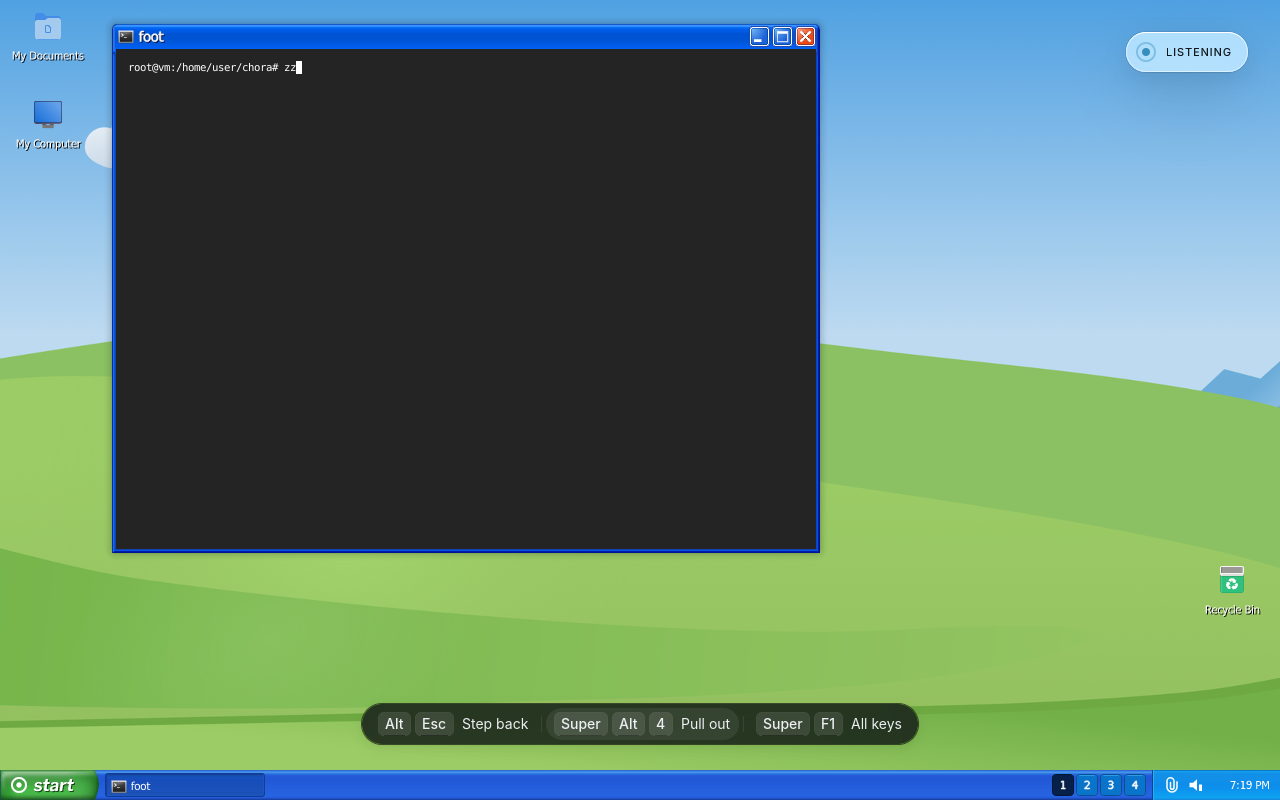 My Documents
My Computer
foot
root@vm:/home/user/chora# zz
LISTENING
Recycle Bin
Alt Esc Step back Super Alt 4 Pull out Super F1 All keys
start foot 1 2 3 4 7:19 PM